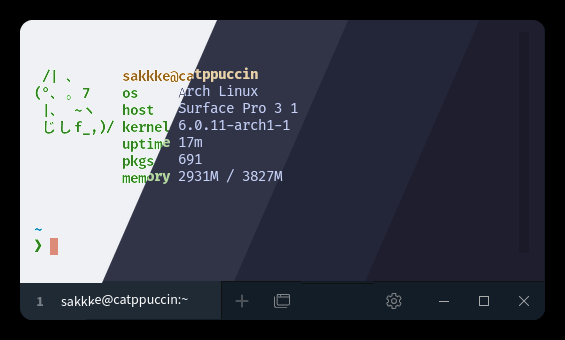 /| 、 sakkke@catppuccin
(°、 。7 os Arch Linux
|、 ~ヽ host Surface Pro 3 1
じしf_,)/ kernel 6.0.11-arch1-1
uptime 17m
pkgs 691
memory 2931M / 3827M
~
❯
1 sakkke@catppuccin:~